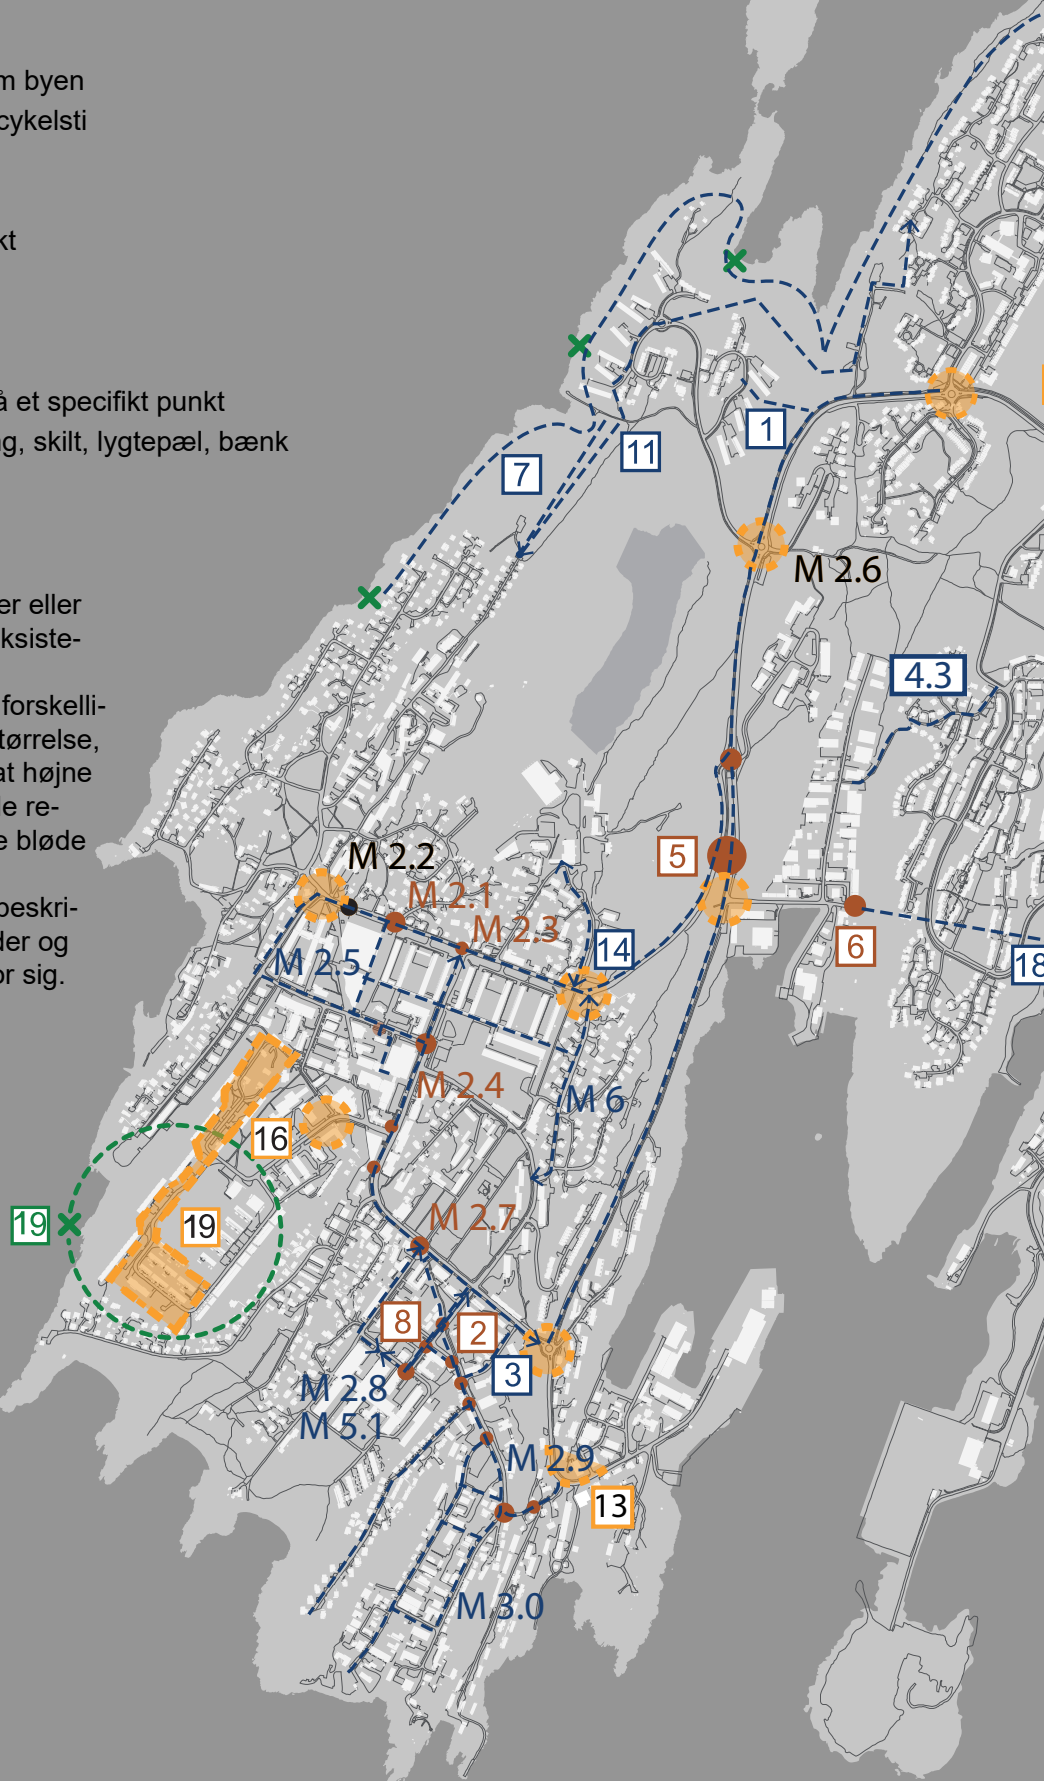 m byen
cykelsti
kt
å et specifikt punkt
ng, skilt, lygtepæl, bænk
er eller
ksiste-
forskelli-
tørrelse,
at højne
le re-
e bløde
beskri-
der og
or sig.
1
11
7
M 2.6
4.3
5
M 2.2
M 2.1
M 2.3
14
6
M 2.5
18
M 2.4
M 6
16
19
19
M 2.7
8
2
3
M 2.8
M 5.1
M 2.9
13
M 3.0